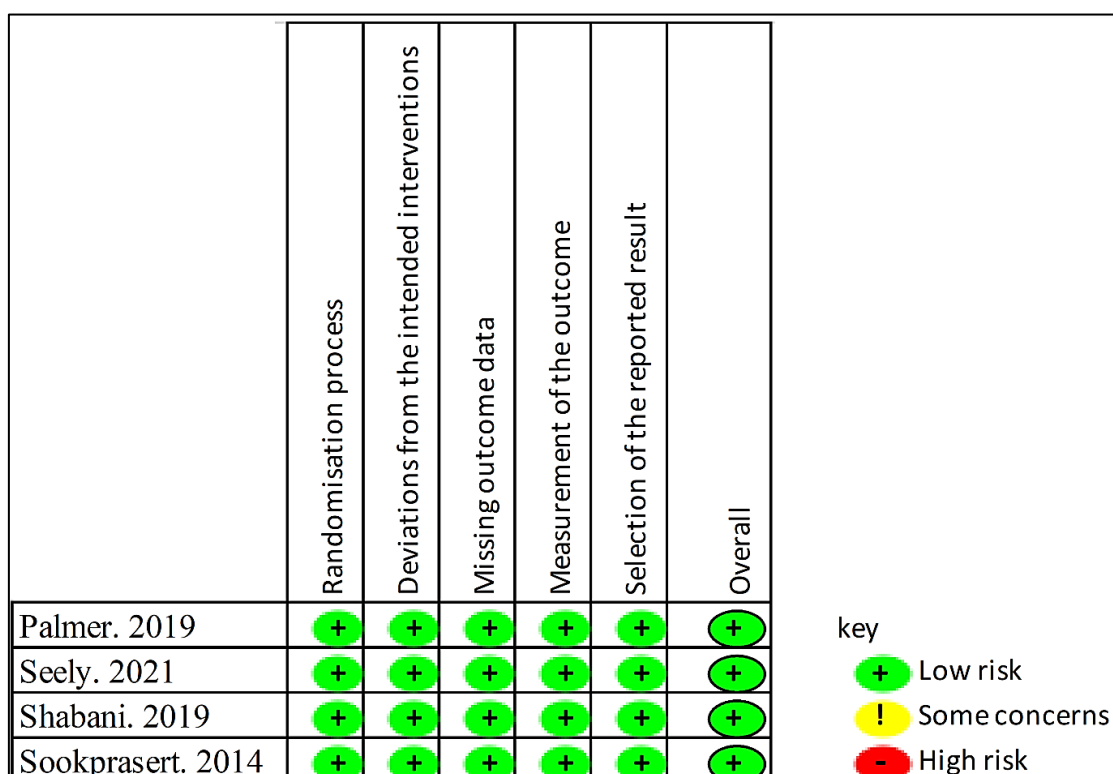 Randomisation process
Deviations from the intended interventions
Missing outcome data
Measurement of the outcome
Selection of the reported result
Overall
Palmer. 2019 + + + + + +
Seely. 2021 + + + + + +
Shabani. 2019 + + + + + +
Sookprasert. 2014 + + + + + +
key
+ Low risk
! Some concerns
- High risk